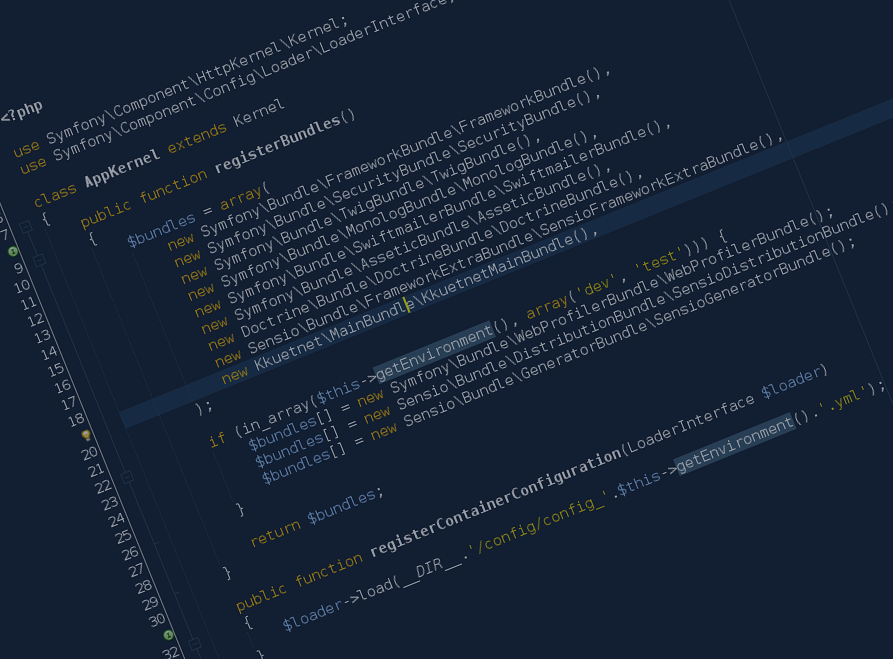 <?php
use Symfony\Component\HttpKernel\Kernel;
use Symfony\Component\Config\Loader\LoaderInterface;
class AppKernel extends Kernel
{
7
public function registerBundles()
{
9
$bundles = array(
10
new Symfony\Bundle\FrameworkBundle\FrameworkBundle(),
11
new Symfony\Bundle\SecurityBundle\SecurityBundle(),
12
new Symfony\Bundle\TwigBundle\TwigBundle(),
13
new Symfony\Bundle\MonologBundle\MonologBundle(),
14
new Symfony\Bundle\SwiftmailerBundle\SwiftmailerBundle(),
15
new Symfony\Bundle\AsseticBundle\AsseticBundle(),
16
new Doctrine\Bundle\DoctrineBundle\DoctrineBundle(),
17
new Sensio\Bundle\FrameworkExtraBundle\SensioFrameworkExtraBundle(),
18
new Kkuetnet\MainBundle\KkuetnetMainBundle(),
);
20
21
if (in_array($this->getEnvironment(), array('dev', 'test'))) {
22
$bundles[] = new Symfony\Bundle\WebProfilerBundle\WebProfilerBundle();
23
$bundles[] = new Sensio\Bundle\DistributionBundle\SensioDistributionBundle()
24
$bundles[] = new Sensio\Bundle\GeneratorBundle\SensioGeneratorBundle();
25
}
26
27
return $bundles;
28
}
29
30
public function registerContainerConfiguration(LoaderInterface $loader)
{
32
$loader->load(__DIR__.'/config/config_'.$this->getEnvironment().'.yml');
}